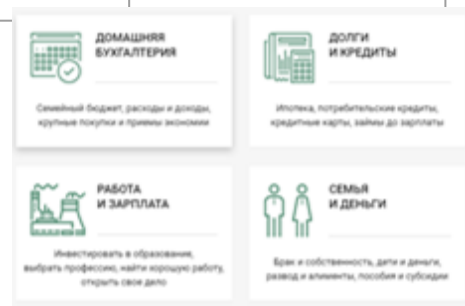 ДОМАШНЯЯ
БУХГАЛТЕРИЯ
Семейный бюджет, расходы и доходы,
крупные покупки и приемы экономии
ДОЛГИ
И КРЕДИТЫ
Ипотека, потребительские кредиты,
кредитные карты, займы до зарплаты
РАБОТА
И ЗАРПЛАТА
Инвестировать в образование,
выбрать профессию, найти хорошую работу,
открыть свое дело
СЕМЬЯ
И ДЕНЬГИ
Брак и собственность, дети и деньги,
развод и алименты, пособия и субсидии